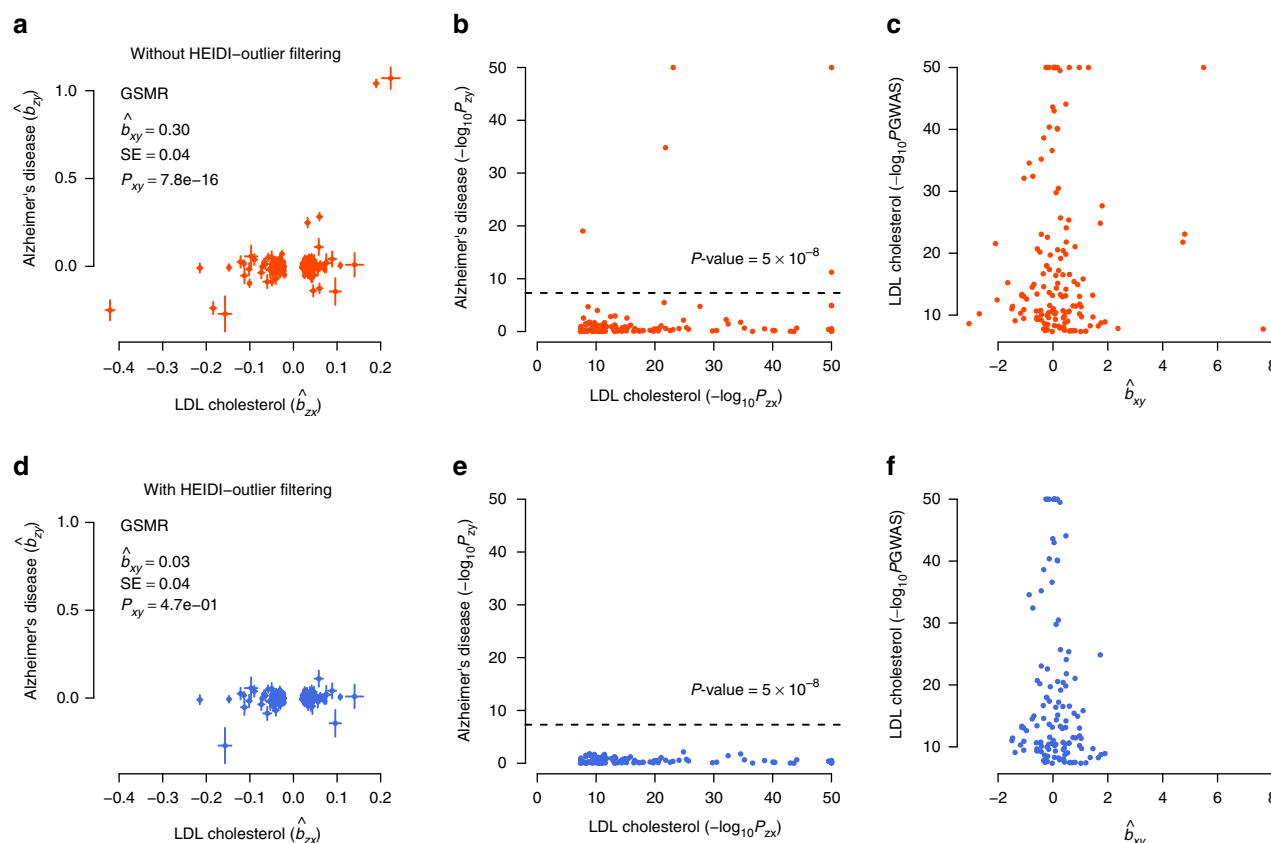 a
Without HEIDI−outlier filtering
GSMR
b̂xy = 0.30
SE = 0.04
Pxy = 7.8e−16
Alzheimer's disease (b̂zy)
1.0
0.5
0.0
−0.4 −0.3 −0.2 −0.1 0.0 0.1 0.2
LDL cholesterol (b̂zx)
b
Alzheimer's disease (−log10Pzy)
50
40
30
20
10
0
P-value = 5 × 10−8
0 10 20 30 40 50
LDL cholesterol (−log10Pzx)
c
LDL cholesterol (−log10PGWAS)
50
40
30
20
10
−2 0 2 4 6 8
b̂xy
d
With HEIDI−outlier filtering
GSMR
b̂xy = 0.03
SE = 0.04
Pxy = 4.7e−01
Alzheimer's disease (b̂zy)
1.0
0.5
0.0
−0.4 −0.3 −0.2 −0.1 0.0 0.1 0.2
LDL cholesterol (b̂zx)
e
Alzheimer's disease (−log10Pzy)
50
40
30
20
10
0
P-value = 5 × 10−8
0 10 20 30 40 50
LDL cholesterol (−log10Pzx)
f
LDL cholesterol (−log10PGWAS)
50
40
30
20
10
−2 0 2 4 6 8
b̂xy